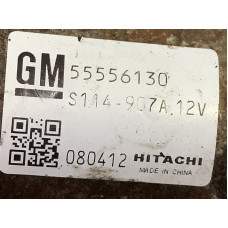 GM 55556130
S114-907A 12V
080412 HITACHI
MADE IN CHINA